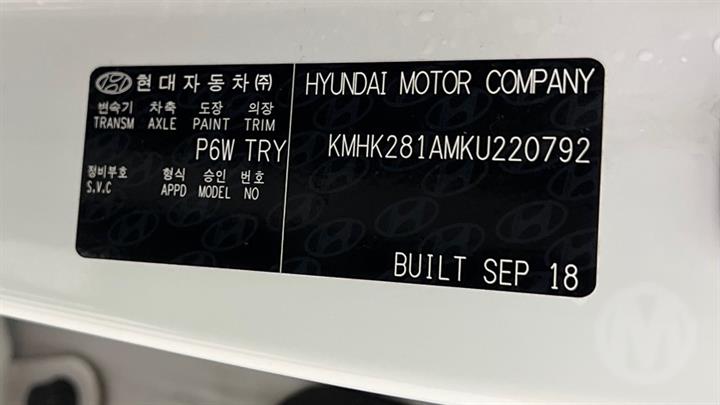 현대자동차㈜
변속기 차축 도장 의장
TRANSM AXLE PAINT TRIM
P6W TRY
정비부호 형식 승인 번호
S.V.C APPD MODEL NO
HYUNDAI MOTOR COMPANY
KMHK281AMKU220792
BUILT SEP 18
M